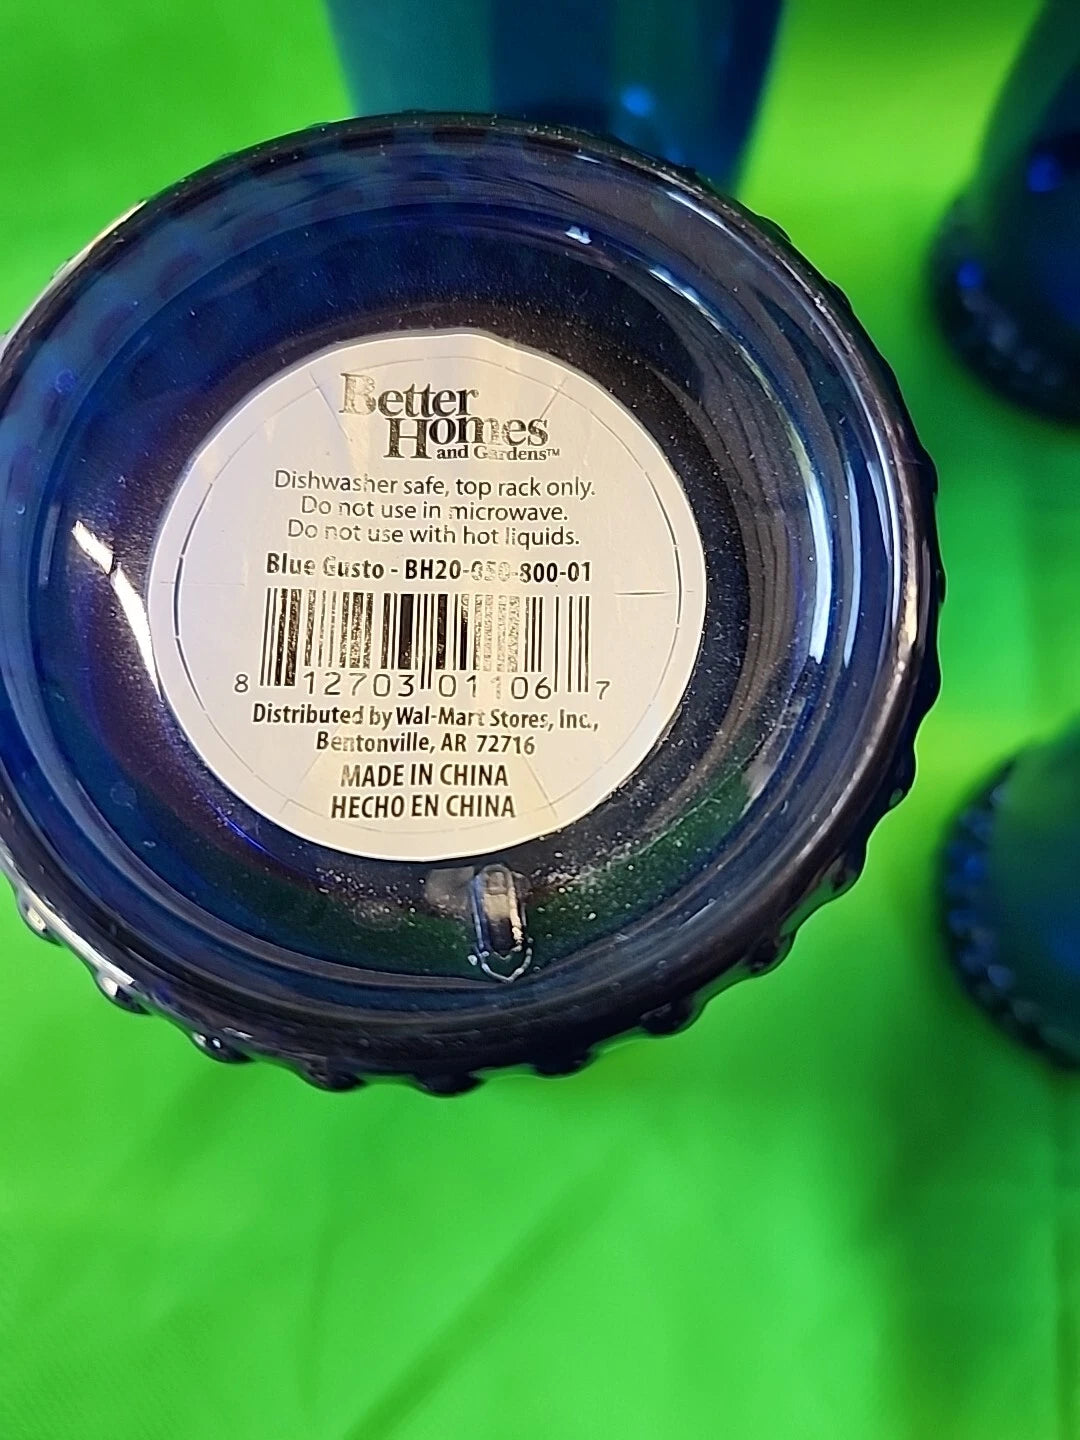 Better
Homes
and Gardens™
Dishwasher safe, top rack only.
Do not use in microwave.
Do not use with hot liquids.
Blue Gusto - BH20-050-800-01
8 12703 01106 7
Distributed by Wal-Mart Stores, Inc.,
Bentonville, AR 72716
MADE IN CHINA
HECHO EN CHINA